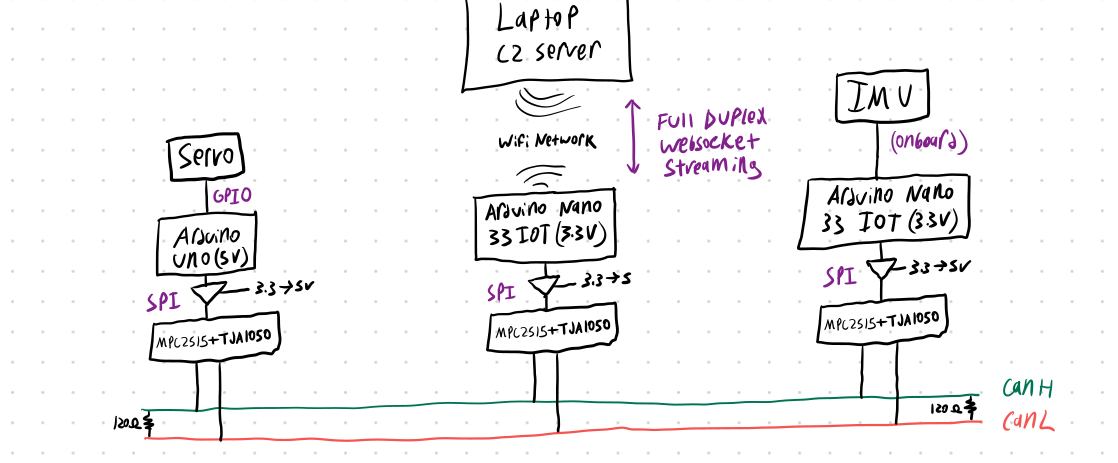 Laptop
C2 server
WiFi Network
Full Duplex
Websocket
Streaming
IMU
(onboard)
Servo
GPIO
Arduino
UNO(5V)
SPI
3.3→5V
MPC2515+TJA1050
Arduino Nano
33 IOT (3.3V)
SPI
3.3→5
MPC2515+TJA1050
Arduino Nano
33 IOT (3.3V)
SPI
3.3→5V
MPC2515+TJA1050
120Ω
120Ω
CanH
CanL